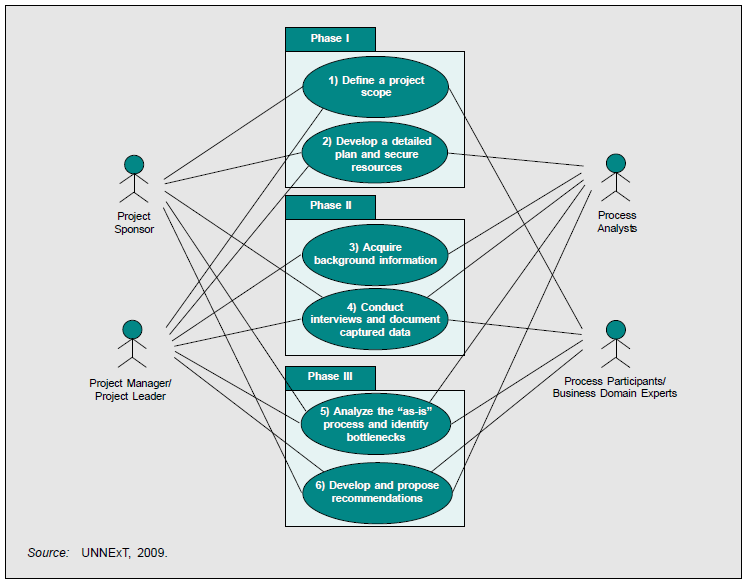 Phase I
1) Define a project
scope
2) Develop a detailed
plan and secure
resources
Project
Sponsor
Process
Analysts
Phase II
3) Acquire
background information
4) Conduct
interviews and document
captured data
Project Manager/
Project Leader
Process Participants/
Business Domain Experts
Phase III
5) Analyze the “as-is”
process and identify
bottlenecks
6) Develop and propose
recommendations
Source: UNNExT, 2009.